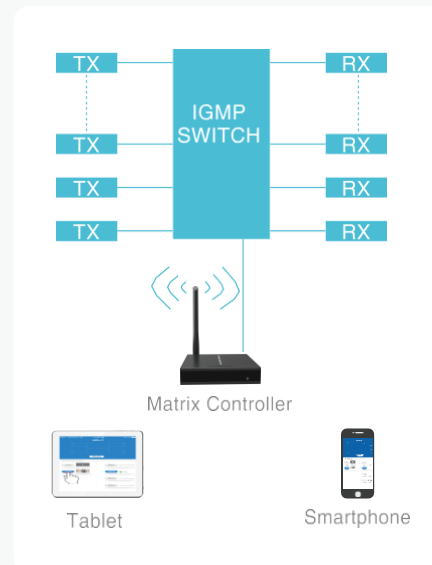 TX
RX
IGMP
SWITCH
TX
RX
TX
RX
TX
RX
Matrix Controller
Tablet
Smartphone